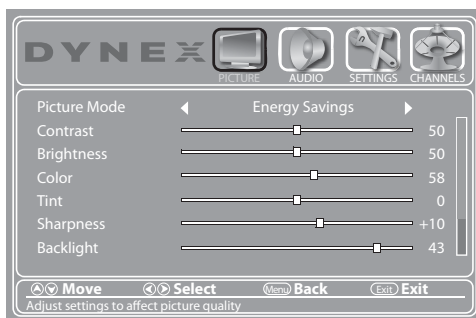 DYNEX
PICTURE AUDIO SETTINGS CHANNELS
Picture Mode Energy Savings
Contrast 50
Brightness 50
Color 58
Tint 0
Sharpness +10
Backlight 43
Move Select Menu Back Exit Exit
Adjust settings to affect picture quality